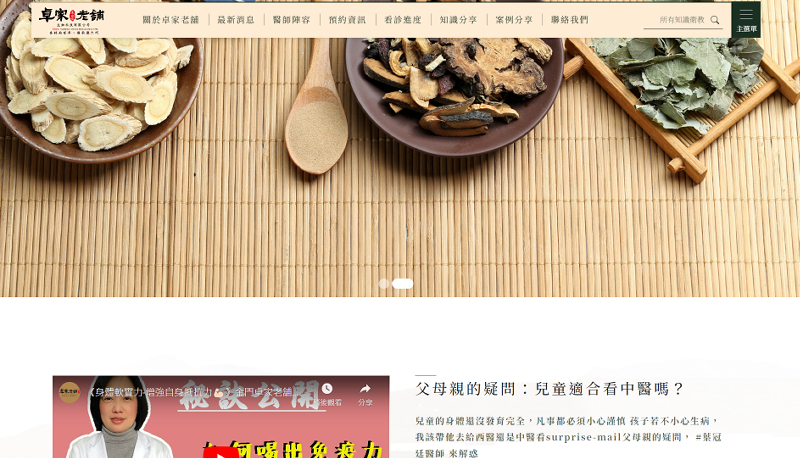 卓家老舖
關於卓家老舖
最新消息
醫師陣容
預約資訊
看診進度
知識分享
案例分享
聯絡我們
所有知識衛教
主選單
父母親的疑問：兒童適合看中醫嗎？
兒童的身體還沒發育完全，凡事都必須小心謹慎 孩子若不小心生病，
我該帶他去給西醫還是中醫看surprise-mail父母親的疑問， #葉冠
廷醫師 來解惑
《身體軟實力-增強自身抵抗力💪🏻》金門卓家老舖
分享
秘訣公開
如何喝出免疫力